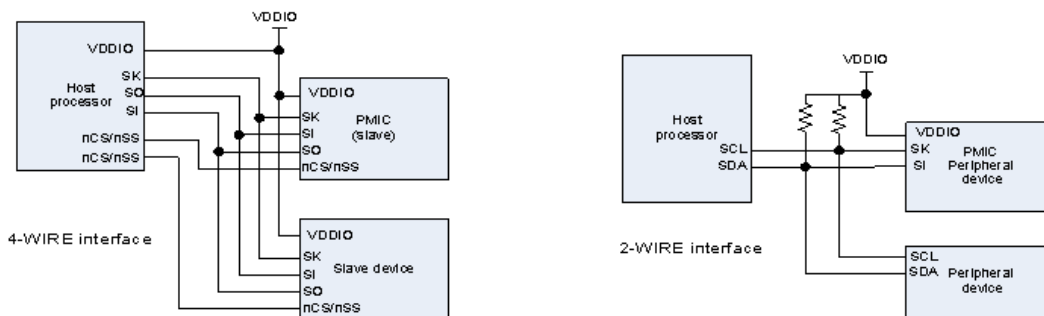 VDDIO
VDDIO
Host
processor
SK
SO
SI
nCS/nSS
nCS/nSS
VDDIO
SK
SI
SO
nCS/nSS
PMIC
(slave)
VDDIO
SK
SI
SO
nCS/nSS
Slave device
4-WIRE interface
VDDIO
Host
processor
SCL
SDA
VDDIO
SK
SI
PMIC
Peripheral
device
SCL
SDA
Peripheral
device
2-WIRE interface